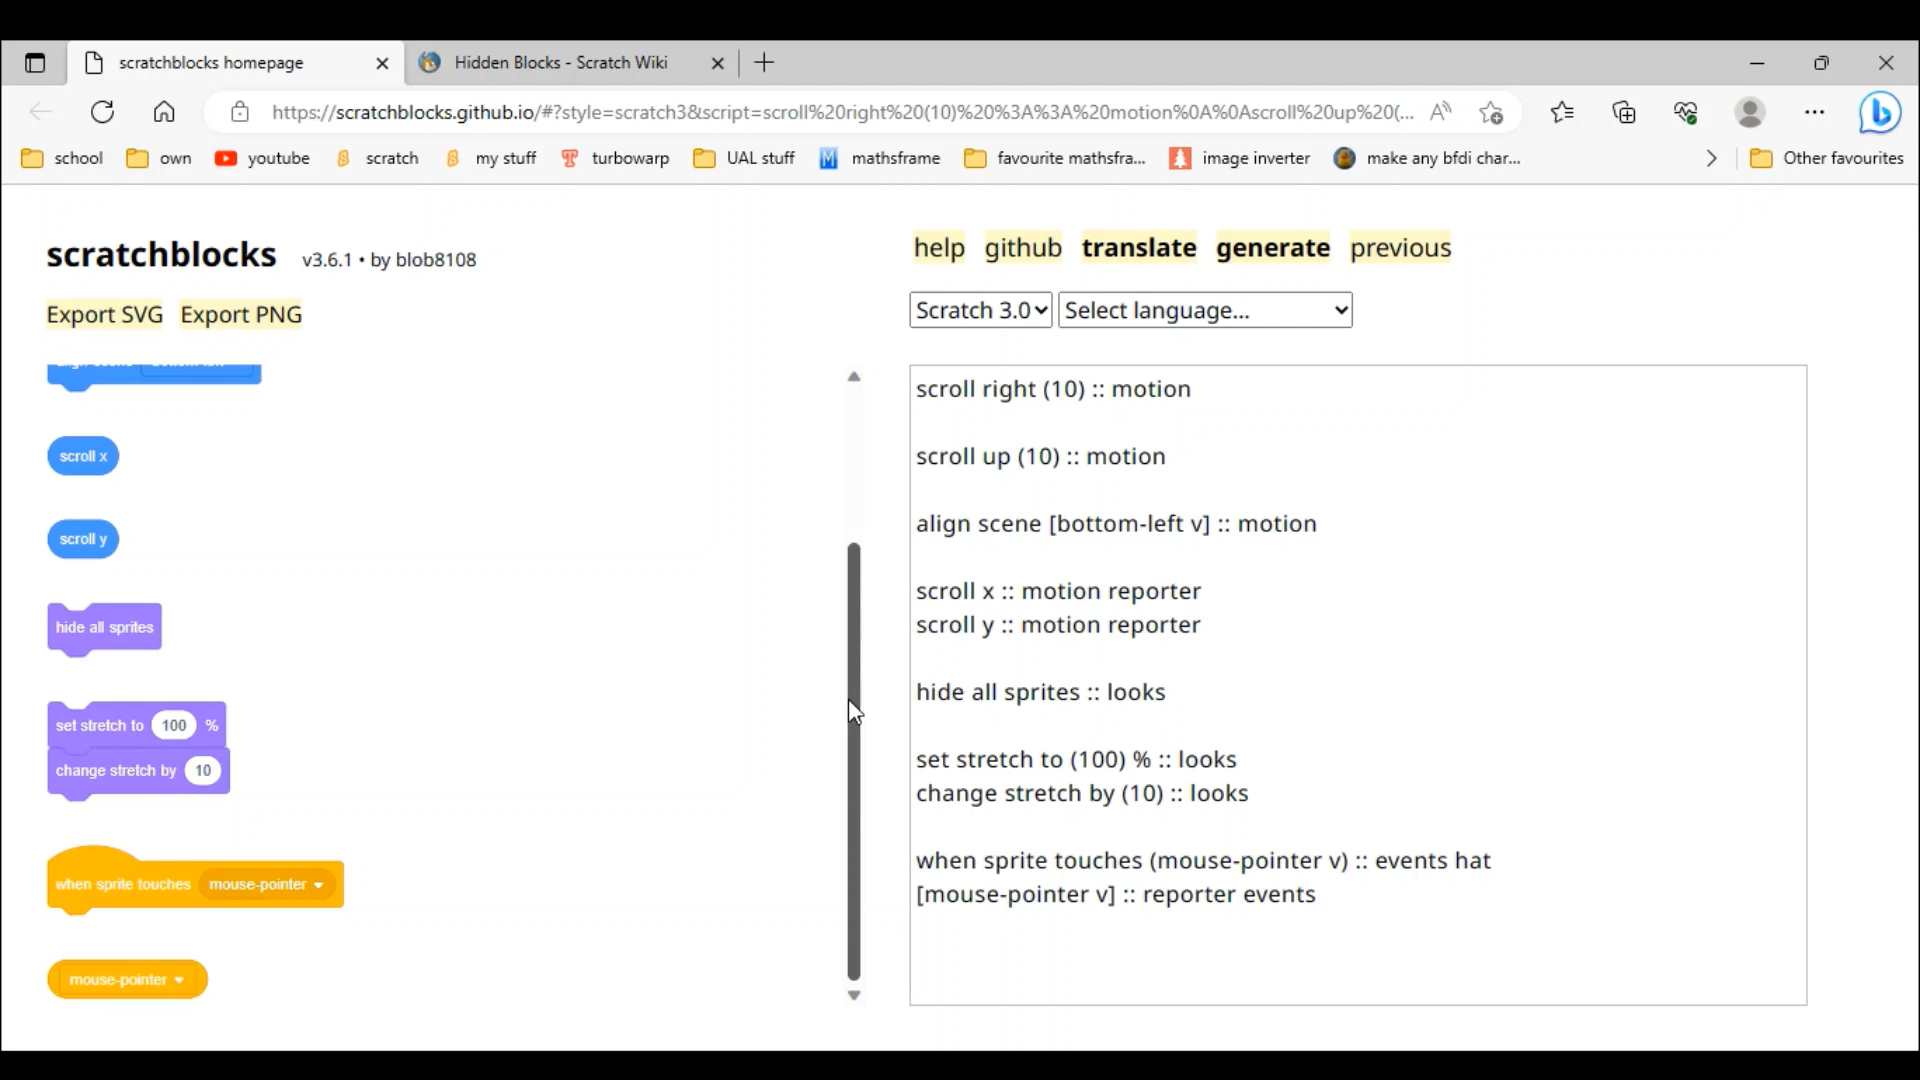 scratchblocks homepage
Hidden Blocks - Scratch Wiki
https://scratchblocks.github.io/#?style=scratch3&script=scroll%20right%20(10)%20%3A%3A%20motion%0A%0Ascroll%20up%20(...
school
own
youtube
scratch
my stuff
turbowarp
UAL stuff
mathsframe
favourite mathsfra...
image inverter
make any bfdi char...
Other favourites
scratchblocks v3.6.1 • by blob8108
help github translate generate previous
Export SVG Export PNG
Scratch 3.0 Select language...
scroll x
scroll y
hide all sprites
set stretch to 100 %
change stretch by 10
when sprite touches mouse-pointer
mouse-pointer
scroll right (10) :: motion
scroll up (10) :: motion
align scene [bottom-left v] :: motion
scroll x :: motion reporter
scroll y :: motion reporter
hide all sprites :: looks
set stretch to (100) % :: looks
change stretch by (10) :: looks
when sprite touches (mouse-pointer v) :: events hat
[mouse-pointer v] :: reporter events